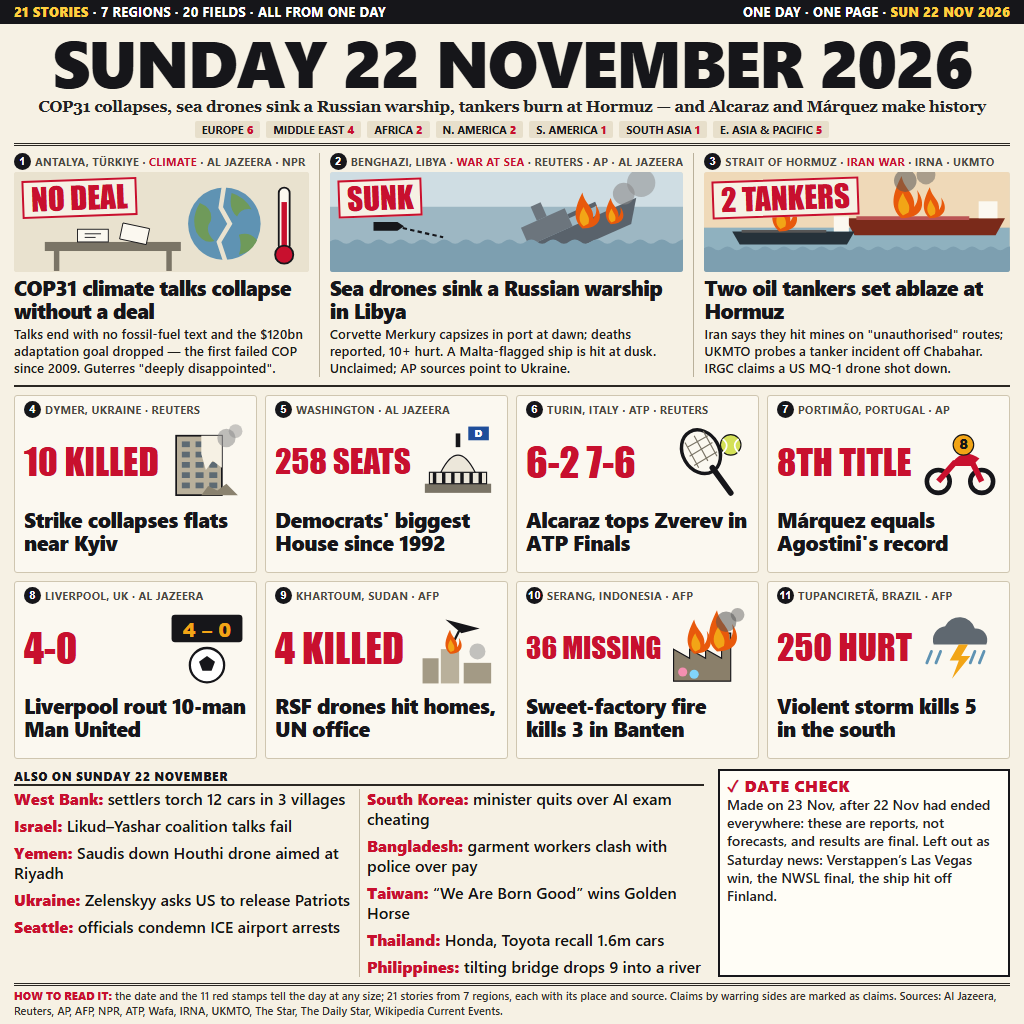 21 STORIES · 7 REGIONS · 20 FIELDS · ALL FROM ONE DAY
ONE DAY · ONE PAGE · SUN 22 NOV 2026
SUNDAY 22 NOVEMBER 2026
COP31 collapses, sea drones sink a Russian warship, tankers burn at Hormuz — and Alcaraz and Márquez make history
EUROPE 6
MIDDLE EAST 4
AFRICA 2
N. AMERICA 2
S. AMERICA 1
SOUTH ASIA 1
E. ASIA & PACIFIC 5
1 ANTALYA, TÜRKIYE · CLIMATE · AL JAZEERA · NPR
NO DEAL
COP31 climate talks collapse
without a deal
Talks end with no fossil-fuel text and the $120bn
adaptation goal dropped — the first failed COP
since 2009. Guterres "deeply disappointed".
2 BENGHAZI, LIBYA · WAR AT SEA · REUTERS · AP · AL JAZEERA
SUNK
Sea drones sink a Russian warship
in Libya
Corvette Merkury capsizes in port at dawn; deaths
reported, 10+ hurt. A Malta-flagged ship is hit at dusk.
Unclaimed; AP sources point to Ukraine.
3 STRAIT OF HORMUZ · IRAN WAR · IRNA · UKMTO
2 TANKERS
Two oil tankers set ablaze at
Hormuz
Iran says they hit mines on "unauthorised" routes;
UKMTO probes a tanker incident off Chabahar.
IRGC claims a US MQ-1 drone shot down.
4 DYMER, UKRAINE · REUTERS
10 KILLED
Strike collapses flats
near Kyiv
5 WASHINGTON · AL JAZEERA
258 SEATS
D
Democrats' biggest
House since 1992
6 TURIN, ITALY · ATP · REUTERS
6-2 7-6
Alcaraz tops Zverev in
ATP Finals
7 PORTIMÃO, PORTUGAL · AP
8TH TITLE
8
Márquez equals
Agostini's record
8 LIVERPOOL, UK · AL JAZEERA
4-0
4 – 0
Liverpool rout 10-man
Man United
9 KHARTOUM, SUDAN · AFP
4 KILLED
RSF drones hit homes,
UN office
10 SERANG, INDONESIA · AFP
36 MISSING
Sweet-factory fire
kills 3 in Banten
11 TUPANCIRETÃ, BRAZIL · AFP
250 HURT
Violent storm kills 5
in the south
ALSO ON SUNDAY 22 NOVEMBER
West Bank: settlers torch 12 cars in 3 villages
Israel: Likud–Yashar coalition talks fail
Yemen: Saudis down Houthi drone aimed at
Riyadh
Ukraine: Zelenskyy asks US to release Patriots
Seattle: officials condemn ICE airport arrests
South Korea: minister quits over AI exam
cheating
Bangladesh: garment workers clash with
police over pay
Taiwan: “We Are Born Good” wins Golden
Horse
Thailand: Honda, Toyota recall 1.6m cars
Philippines: tilting bridge drops 9 into a river
✓ DATE CHECK
Made on 23 Nov, after 22 Nov had ended
everywhere: these are reports, not
forecasts, and results are final. Left out as
Saturday news: Verstappen’s Las Vegas
win, the NWSL final, the ship hit off
Finland.
HOW TO READ IT: the date and the 11 red stamps tell the day at any size; 21 stories from 7 regions, each with its place and source. Claims by warring sides are marked as claims. Sources: Al Jazeera,
Reuters, AP, AFP, NPR, ATP, Wafa, IRNA, UKMTO, The Star, The Daily Star, Wikipedia Current Events.